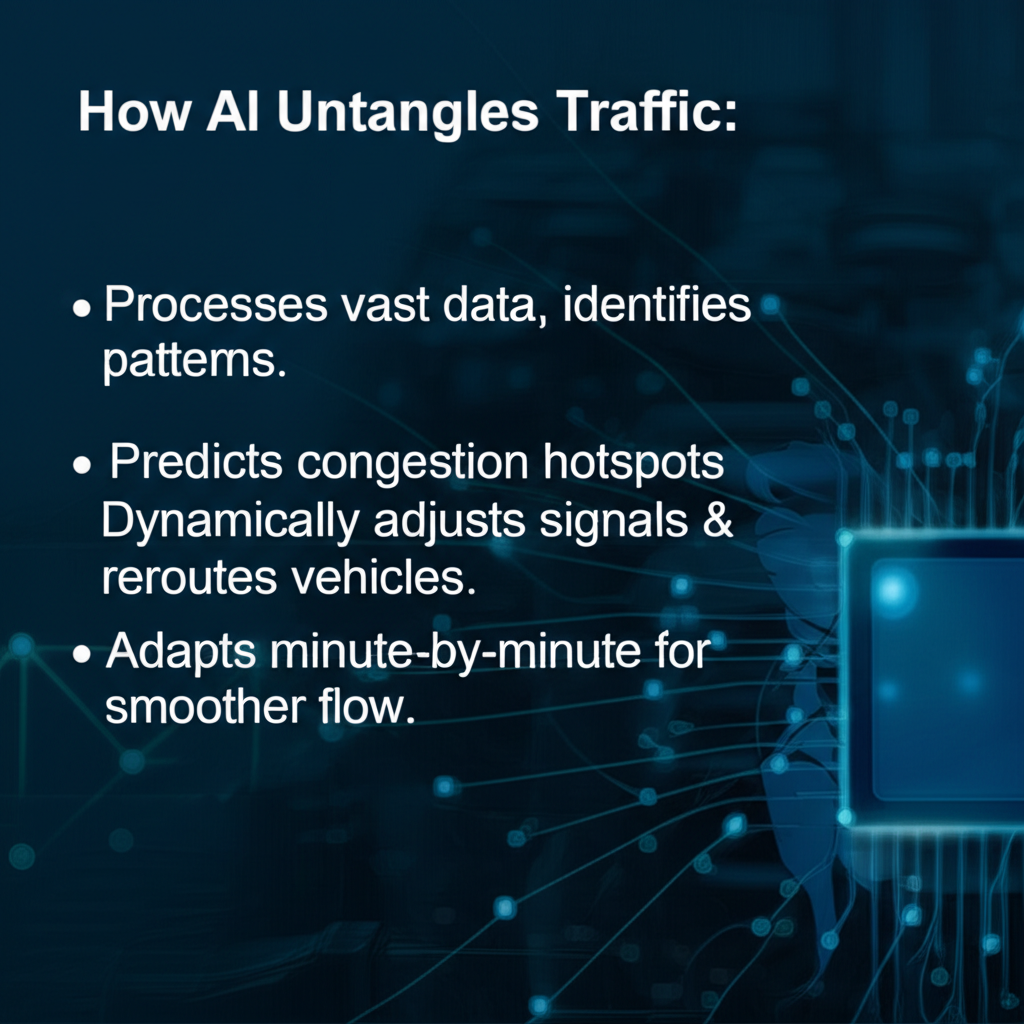 How AI Untangles Traffic:
• Processes vast data, identifies
patterns.
• Predicts congestion hotspots
Dynamically adjusts signals &
reroutes vehicles.
• Adapts minute-by-minute for
smoother flow.